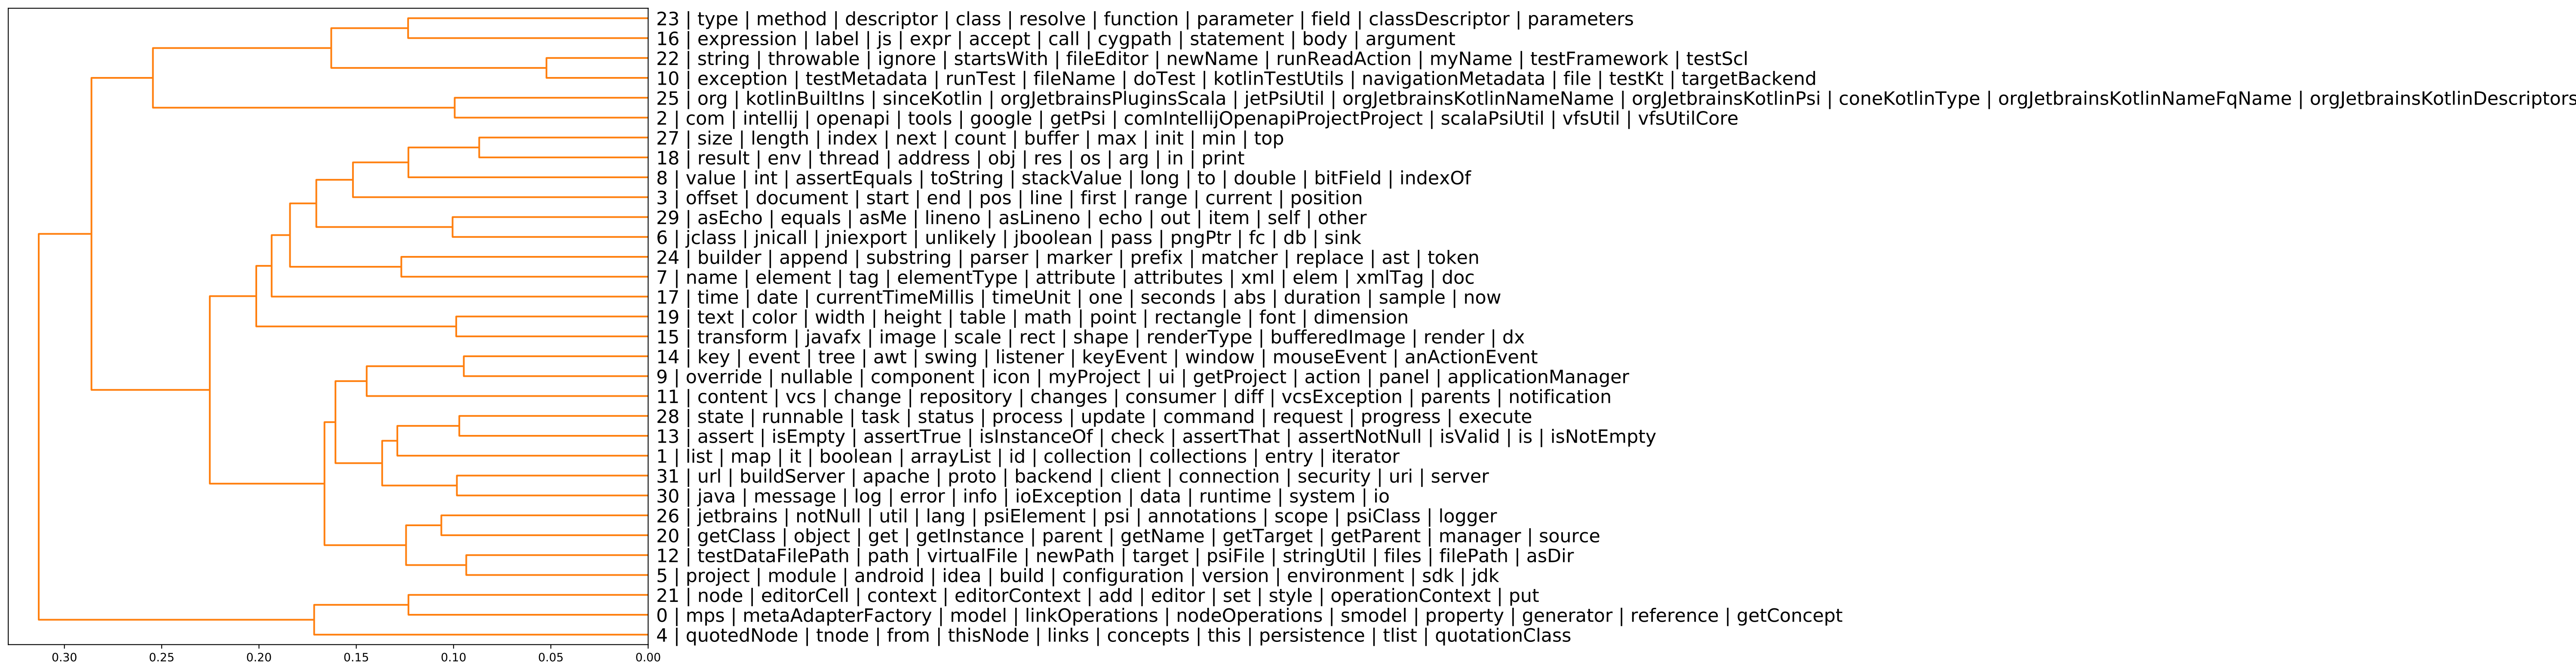 23 | type | method | descriptor | class | resolve | function | parameter | field | classDescriptor | parameters
16 | expression | label | js | expr | accept | call | cygpath | statement | body | argument
22 | string | throwable | ignore | startsWith | fileEditor | newName | runReadAction | myName | testFramework | testScl
10 | exception | testMetadata | runTest | fileName | doTest | kotlinTestUtils | navigationMetadata | file | testKt | targetBackend
25 | org | kotlinBuiltIns | sinceKotlin | orgJetbrainsPluginsScala | jetPsiUtil | orgJetbrainsKotlinNameName | orgJetbrainsKotlinPsi | coneKotlinType | orgJetbrainsKotlinNameFqName | orgJetbrainsKotlinDescriptors
2 | com | intellij | openapi | tools | google | getPsi | comIntellijOpenapiProjectProject | scalaPsiUtil | vfsUtil | vfsUtilCore
27 | size | length | index | next | count | buffer | max | init | min | top
18 | result | env | thread | address | obj | res | os | arg | in | print
8 | value | int | assertEquals | toString | stackValue | long | to | double | bitField | indexOf
3 | offset | document | start | end | pos | line | first | range | current | position
29 | asEcho | equals | asMe | lineno | asLineno | echo | out | item | self | other
6 | jclass | jnicall | jniexport | unlikely | jboolean | pass | pngPtr | fc | db | sink
24 | builder | append | substring | parser | marker | prefix | matcher | replace | ast | token
7 | name | element | tag | elementType | attribute | attributes | xml | elem | xmlTag | doc
17 | time | date | currentTimeMillis | timeUnit | one | seconds | abs | duration | sample | now
19 | text | color | width | height | table | math | point | rectangle | font | dimension
15 | transform | javafx | image | scale | rect | shape | renderType | bufferedImage | render | dx
14 | key | event | tree | awt | swing | listener | keyEvent | window | mouseEvent | anActionEvent
9 | override | nullable | component | icon | myProject | ui | getProject | action | panel | applicationManager
11 | content | vcs | change | repository | changes | consumer | diff | vcsException | parents | notification
28 | state | runnable | task | status | process | update | command | request | progress | execute
13 | assert | isEmpty | assertTrue | isInstanceOf | check | assertThat | assertNotNull | isValid | is | isNotEmpty
1 | list | map | it | boolean | arrayList | id | collection | collections | entry | iterator
31 | url | buildServer | apache | proto | backend | client | connection | security | uri | server
30 | java | message | log | error | info | ioException | data | runtime | system | io
26 | jetbrains | notNull | util | lang | psiElement | psi | annotations | scope | psiClass | logger
20 | getClass | object | get | getInstance | parent | getName | getTarget | getParent | manager | source
12 | testDataFilePath | path | virtualFile | newPath | target | psiFile | stringUtil | files | filePath | asDir
5 | project | module | android | idea | build | configuration | version | environment | sdk | jdk
21 | node | editorCell | context | editorContext | add | editor | set | style | operationContext | put
0 | mps | metaAdapterFactory | model | linkOperations | nodeOperations | smodel | property | generator | reference | getConcept
4 | quotedNode | tnode | from | thisNode | links | concepts | this | persistence | tlist | quotationClass
0.30 0.25 0.20 0.15 0.10 0.05 0.00